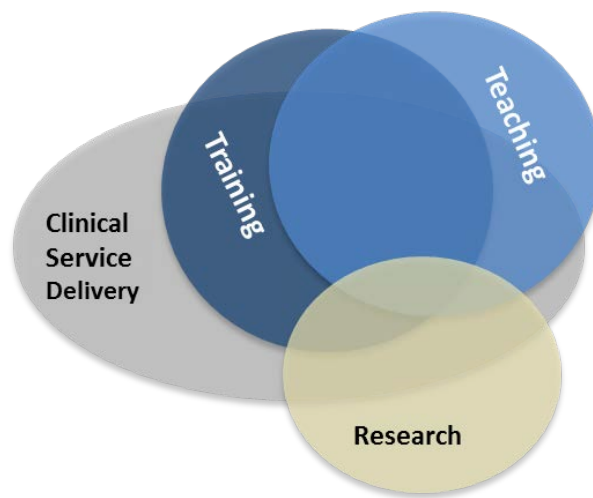 Teaching
Training
Clinical
Service
Delivery
Research